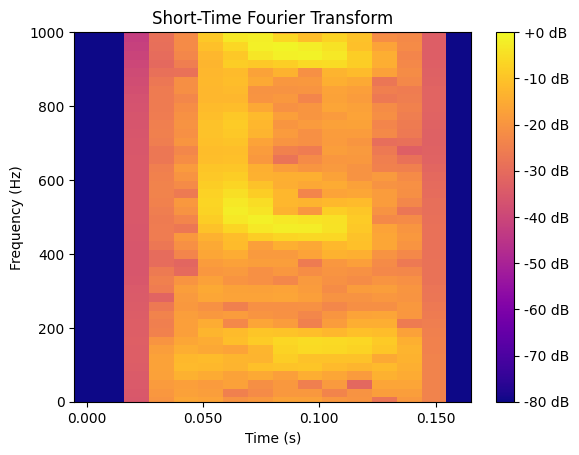 Short-Time Fourier Transform
1000
800
600
400
200
0
Frequency (Hz)
0.000
0.050
0.100
0.150
Time (s)
+0 dB
-10 dB
-20 dB
-30 dB
-40 dB
-50 dB
-60 dB
-70 dB
-80 dB